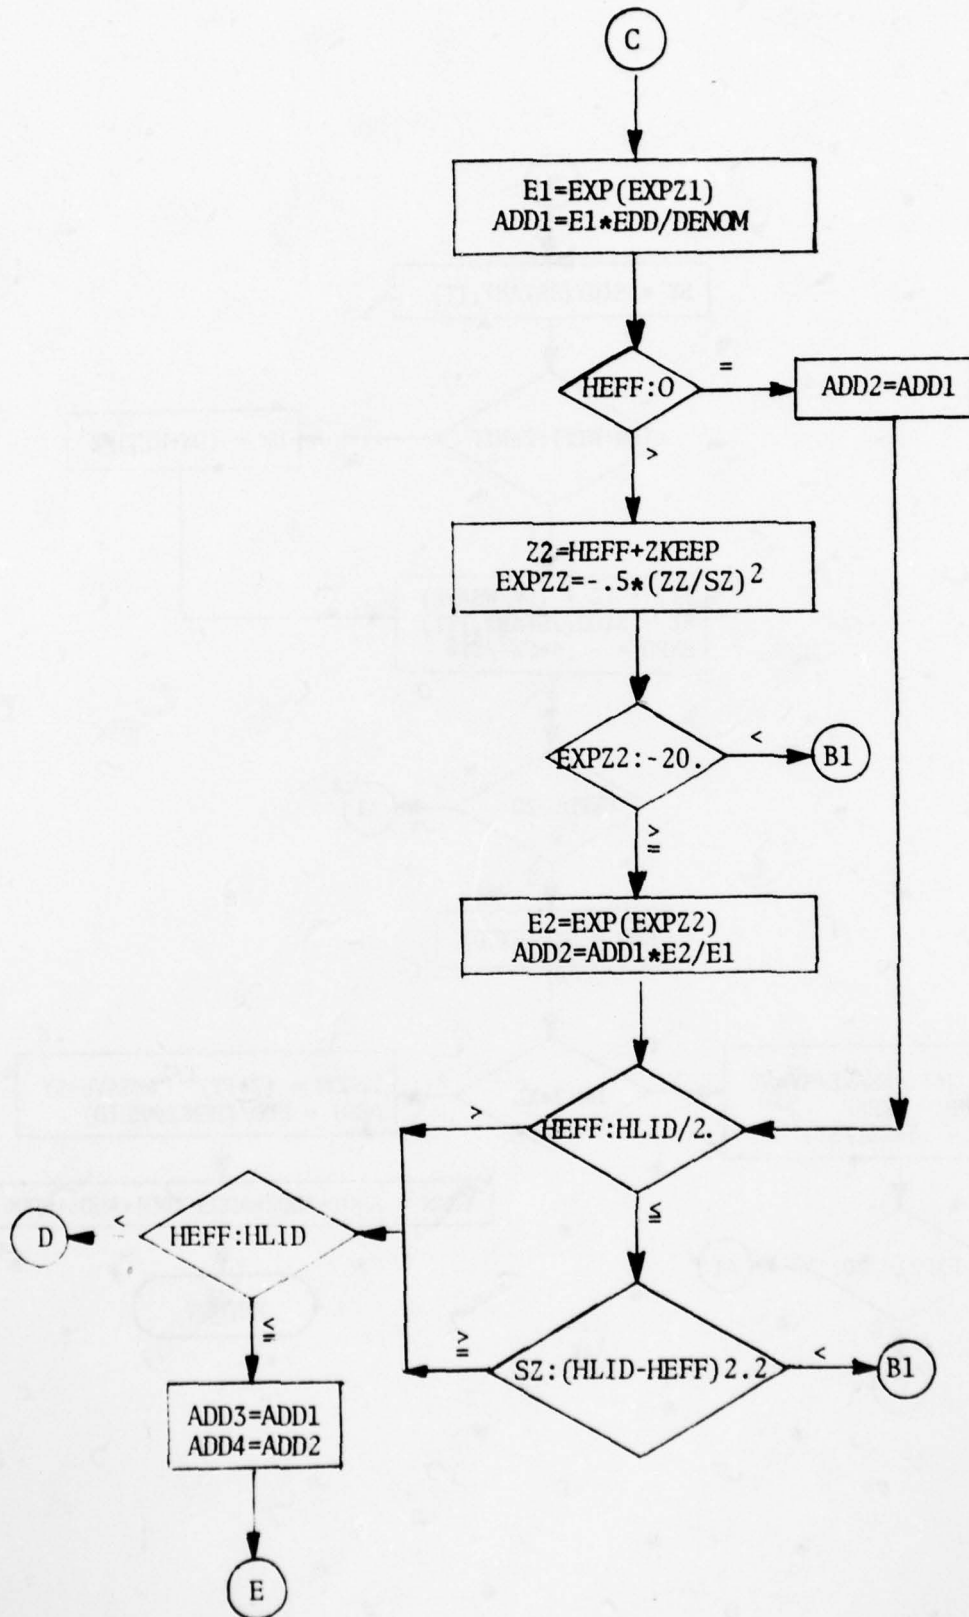 C
E1=EXP(EXPZ1)
ADD1=E1*EDD/DENOM
HEFF:O
=
ADD2=ADD1
>
Z2=HEFF+ZKEEP
EXPZZ=-.5*(ZZ/SZ)²
EXPZ2:-20.
<
B1
≧
E2=EXP(EXPZ2)
ADD2=ADD1*E2/E1
>
HEFF:HLID/2.
≦
D
<
HEFF:HLID
≦
≧
SZ:(HLID-HEFF)2.2
<
B1
ADD3=ADD1
ADD4=ADD2
E